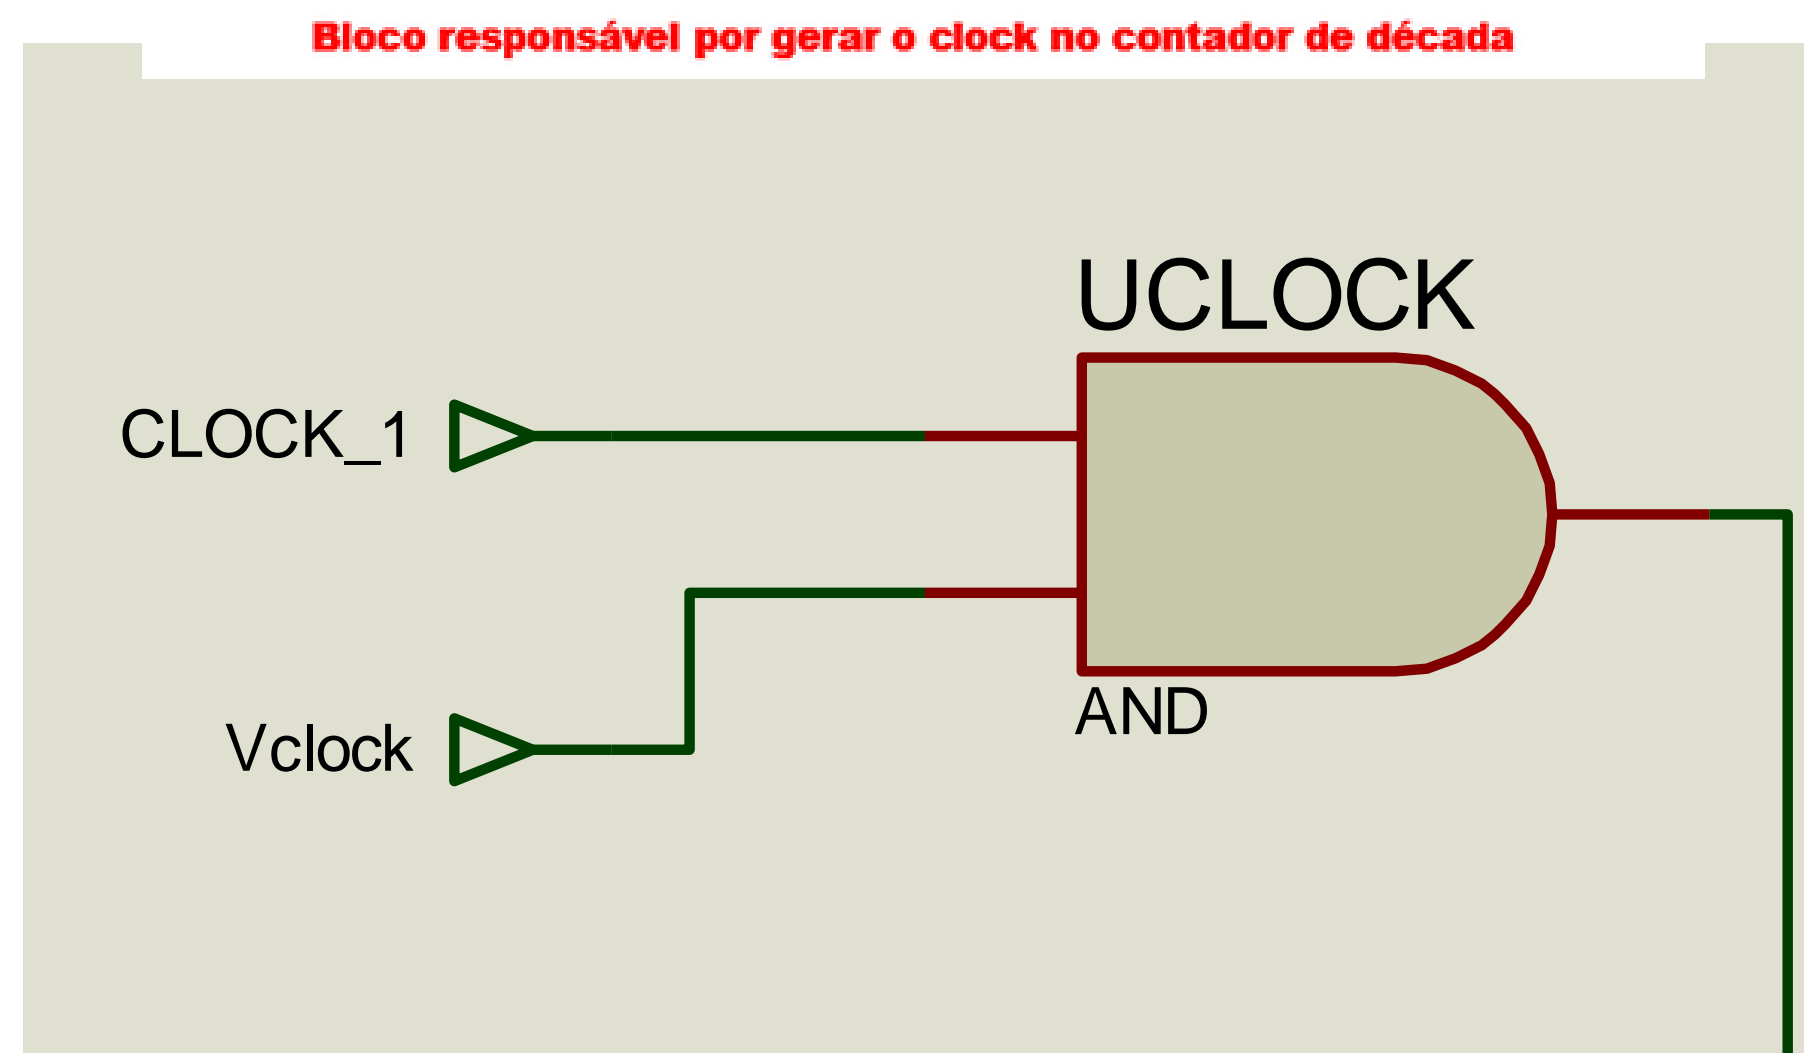 Bloco responsável por gerar o clock no contador de década
UCLOCK
CLOCK_1
AND
Vclock